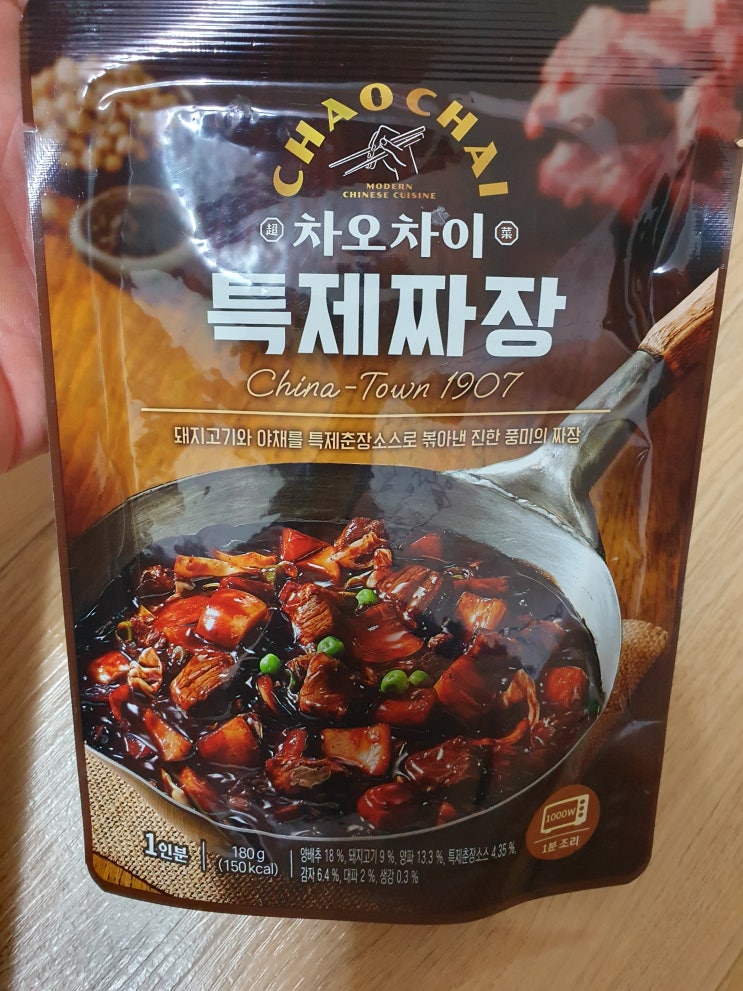 CHAOCHAI
MODERN
CHINESE CUISINE
超 차오차이 菜
특제짜장
China-Town 1907
돼지고기와 야채를 특제춘장소스로 볶아낸 진한 풍미의 짜장
1인분
180 g
(150 kcal)
양배추 18 %, 돼지고기 9 %, 양파 13.3 %, 특제춘장소스 4.35 %,
감자 6.4 %, 대파 2 %, 생강 0.3 %
1000W
1분 조리